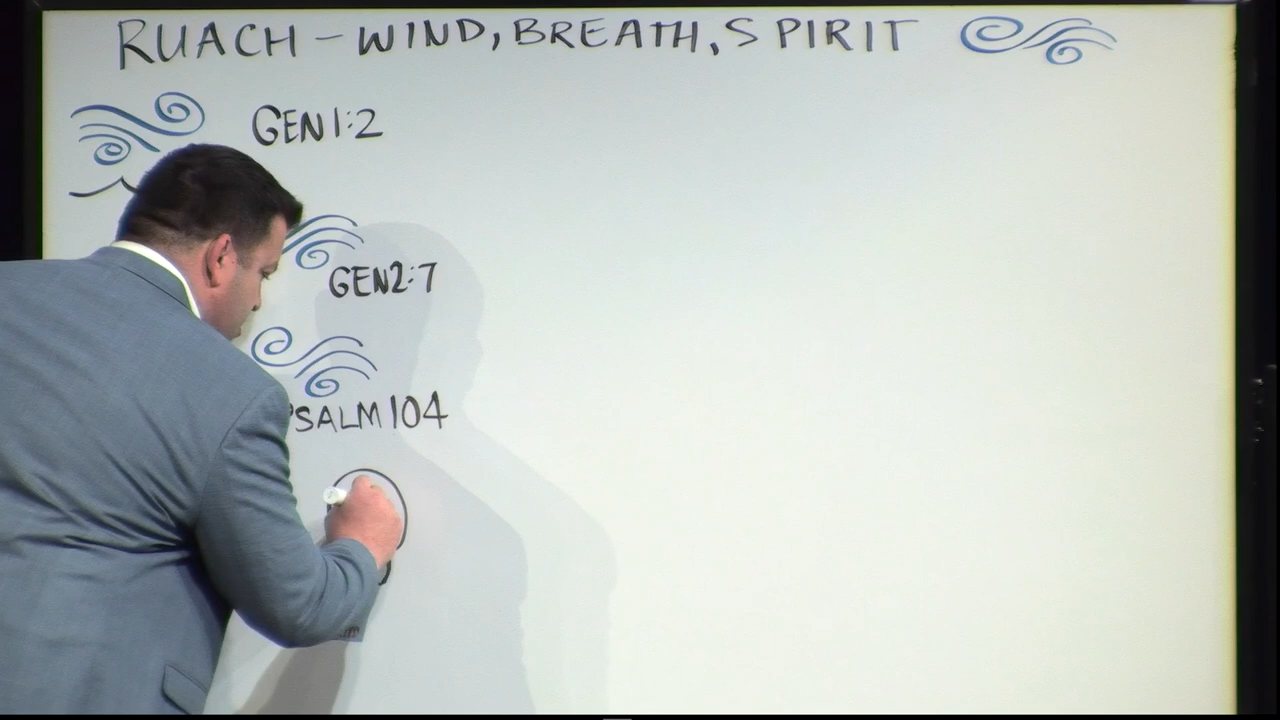 RUACH - WIND, BREATH, SPIRIT
GEN 1:2
GEN 2:7
PSALM 104